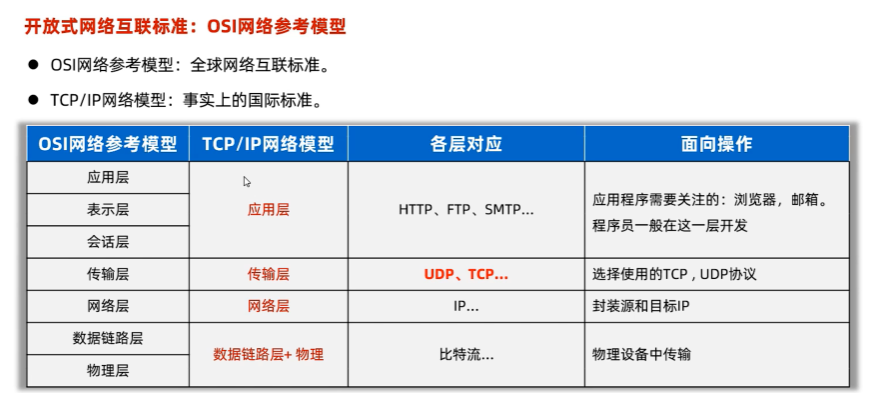 开放式网络互联标准：OSI网络参考模型
● OSI网络参考模型：全球网络互联标准。
● TCP/IP网络模型：事实上的国际标准。
OSI网络参考模型 TCP/IP网络模型 各层对应 面向操作
应用层
表示层
会话层
应用层
HTTP、FTP、SMTP...
应用程序需要关注的：浏览器，邮箱。
程序员一般在这一层开发
传输层 传输层 UDP、TCP... 选择使用的TCP , UDP协议
网络层 网络层 IP... 封装源和目标IP
数据链路层
物理层
数据链路层+ 物理
比特流...
物理设备中传输